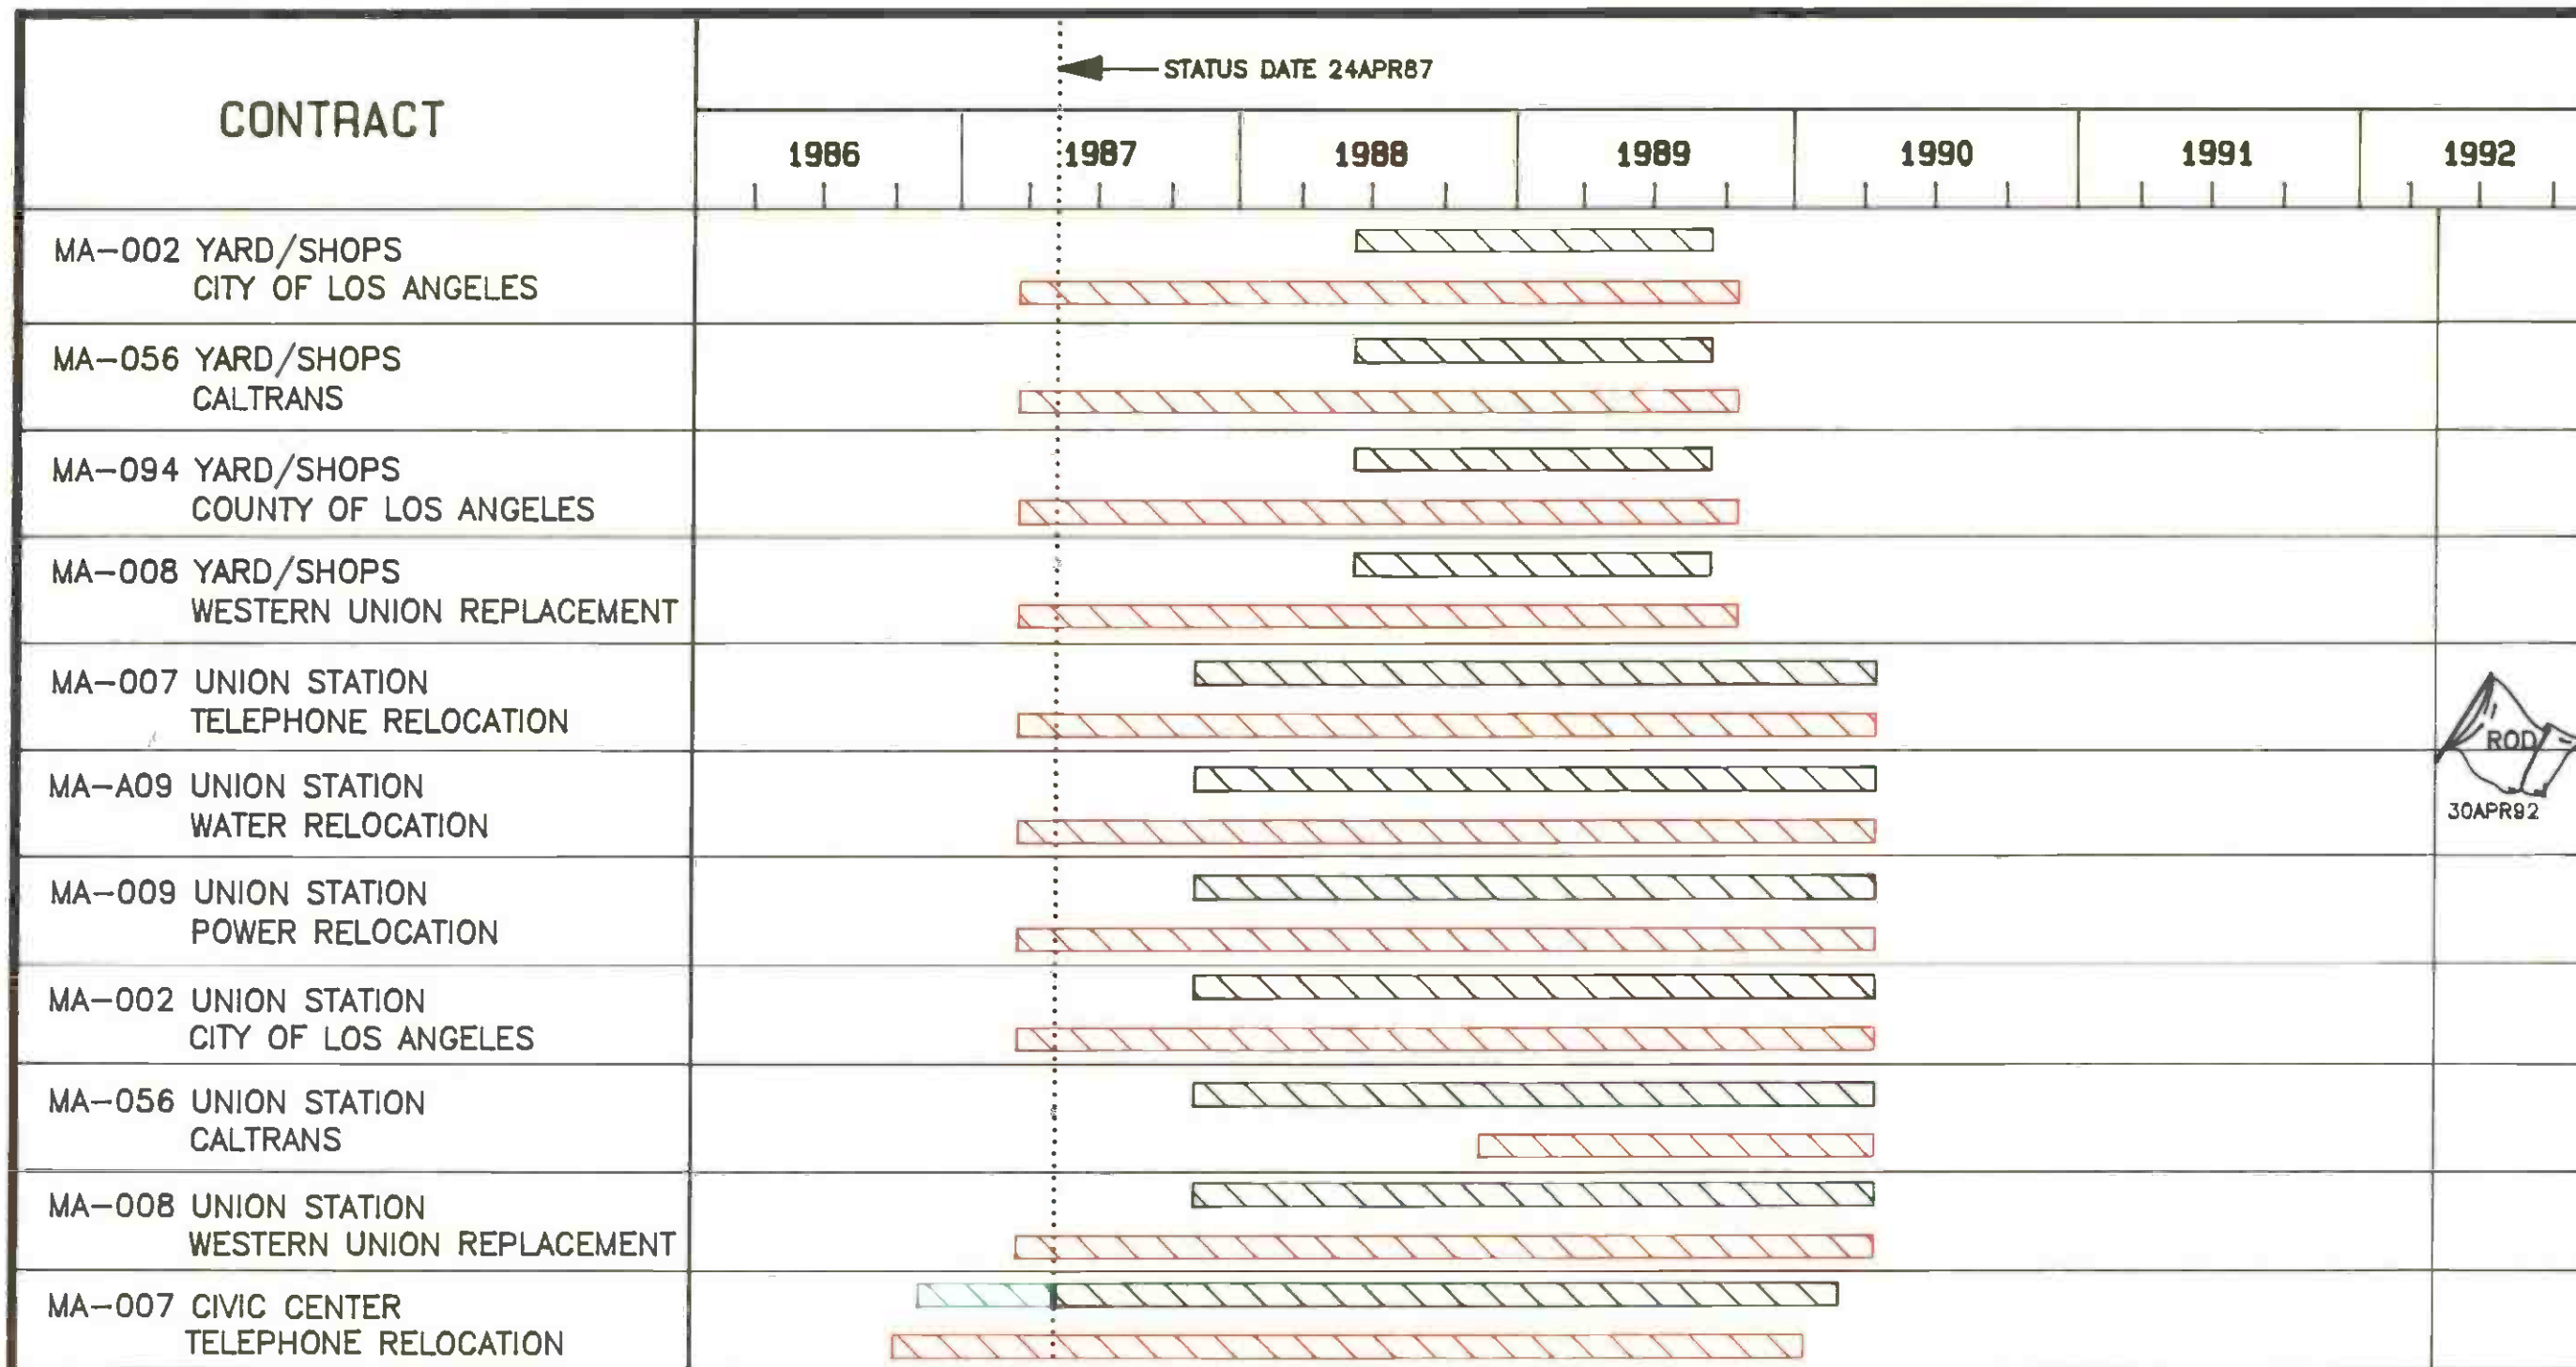 STATUS DATE 24APR87
CONTRACT
1986 1987 1988 1989 1990 1991 1992
MA-002 YARD/SHOPS
CITY OF LOS ANGELES
MA-056 YARD/SHOPS
CALTRANS
MA-094 YARD/SHOPS
COUNTY OF LOS ANGELES
MA-008 YARD/SHOPS
WESTERN UNION REPLACEMENT
MA-007 UNION STATION
TELEPHONE RELOCATION
ROD
30APR92
MA-A09 UNION STATION
WATER RELOCATION
MA-009 UNION STATION
POWER RELOCATION
MA-002 UNION STATION
CITY OF LOS ANGELES
MA-056 UNION STATION
CALTRANS
MA-008 UNION STATION
WESTERN UNION REPLACEMENT
MA-007 CIVIC CENTER
TELEPHONE RELOCATION